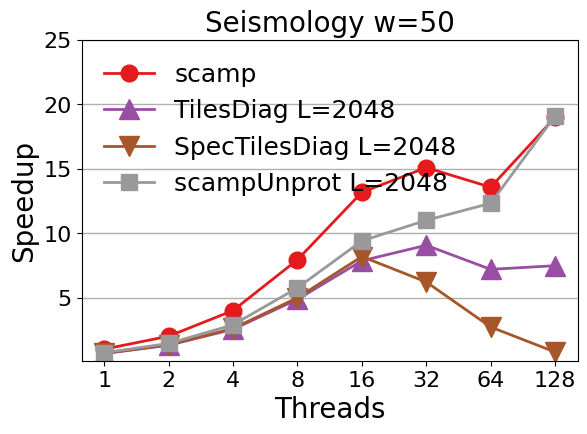 Seismology w=50
25
20
15
10
5
Speedup
scamp
TilesDiag L=2048
SpecTilesDiag L=2048
scampUnprot L=2048
1 2 4 8 16 32 64 128
Threads